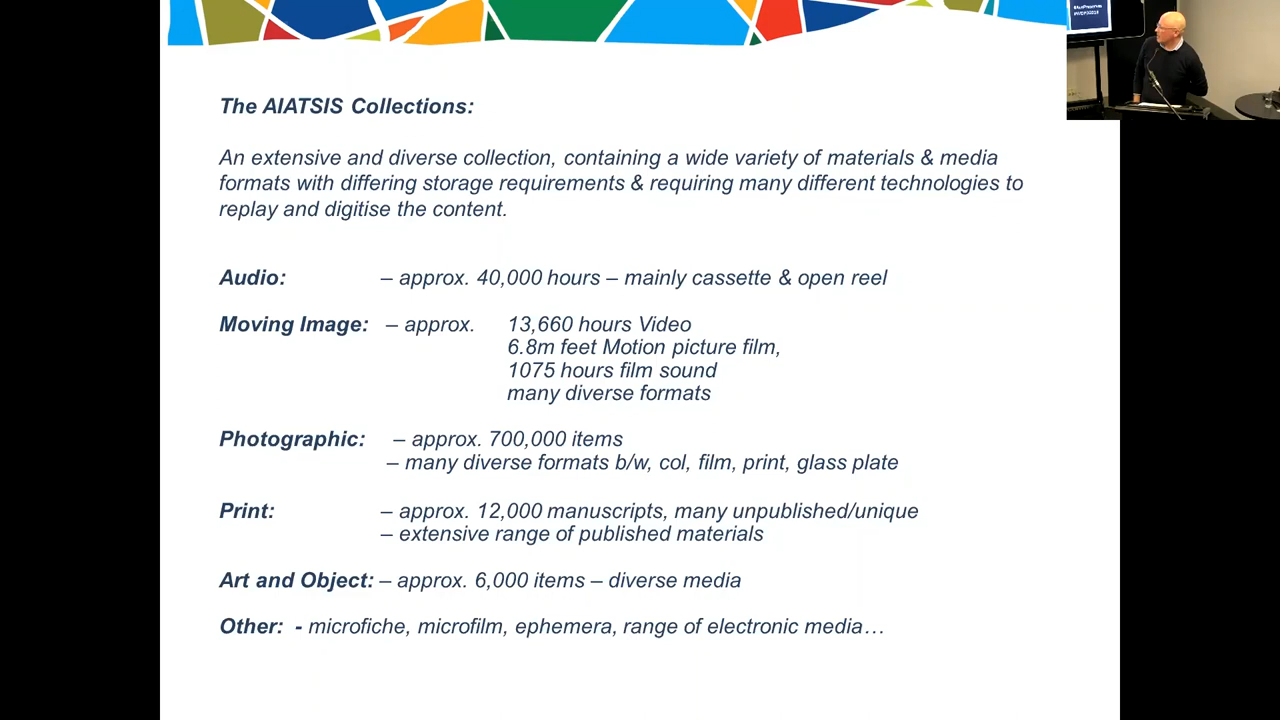 The AIATSIS Collections:
An extensive and diverse collection, containing a wide variety of materials & media
formats with differing storage requirements & requiring many different technologies to
replay and digitise the content.
Audio: – approx. 40,000 hours – mainly cassette & open reel
Moving Image: – approx. 13,660 hours Video
6.8m feet Motion picture film,
1075 hours film sound
many diverse formats
Photographic: – approx. 700,000 items
– many diverse formats b/w, col, film, print, glass plate
Print: – approx. 12,000 manuscripts, many unpublished/unique
– extensive range of published materials
Art and Object: – approx. 6,000 items – diverse media
Other: - microfiche, microfilm, ephemera, range of electronic media…